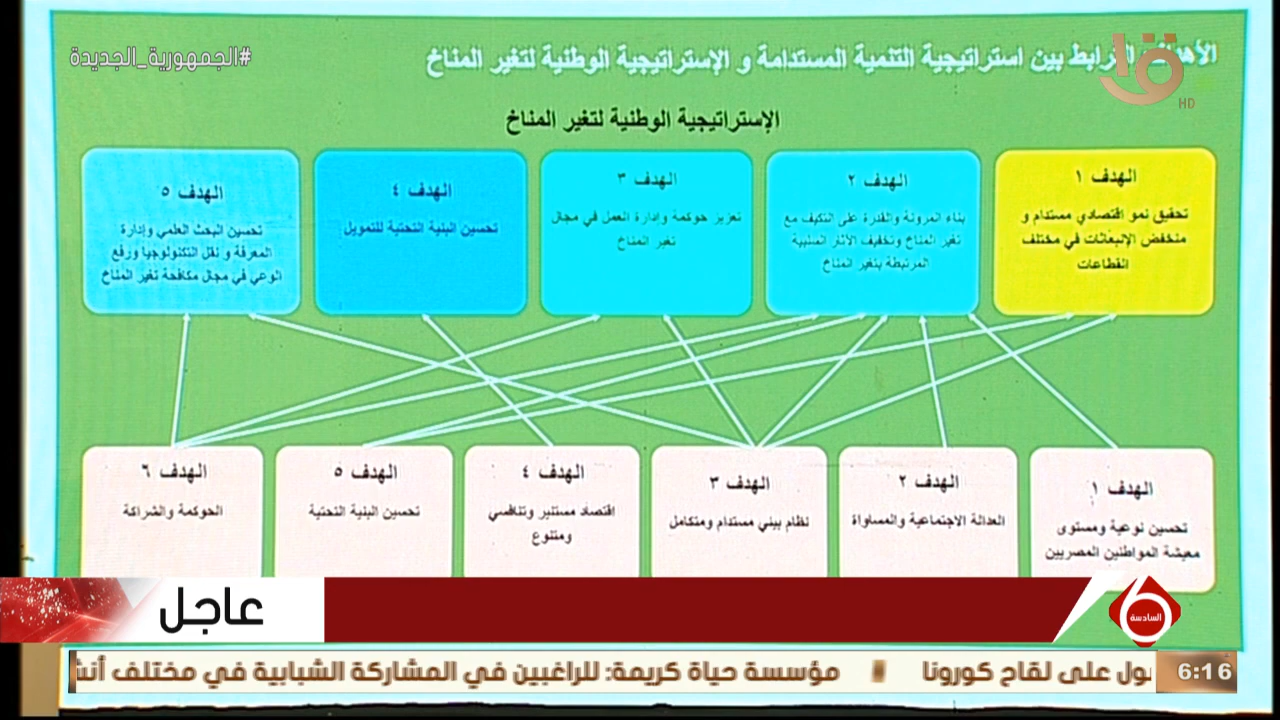 #الجمهورية_الجديدة
بين استراتيجية التنمية المستدامة و الإستراتيجية الوطنية لتغير المناخ
HD
الإستراتيجية الوطنية لتغير المناخ
الهدف ١
تحقيق نمو اقتصادي مستدام و
منخفض الإنبعاثات في مختلف
القطاعات
الهدف ٢
بناء المرونة والقدرة على التكيف مع
تغير المناخ وتخفيف الآثار السلبية
المرتبطة بتغير المناخ
الهدف ٣
تعزيز حوكمة وإدارة العمل في مجال
تغير المناخ
الهدف ٤
تحسين البنية التحتية للتمويل
الهدف ٥
تحسين البحث العلمي وإدارة
المعرفة و نقل التكنولوجيا ورفع
الوعي في مجال مكافحة تغير المناخ
الهدف ١
تحسين نوعية ومستوى
معيشة المواطنين المصريين
الهدف ٢
العدالة الاجتماعية والمساواة
الهدف ٣
نظام بيئي مستدام ومتكامل
الهدف ٤
اقتصاد مستنير وتنافسي
ومتنوع
الهدف ٥
تحسين البنية التحتية
الهدف ٦
الحوكمة والشراكة
السادسة
عاجل
6:16
على لقاح كورونا
مؤسسة حياة كريمة: للراغبين في المشاركة الشبابية في مختلف